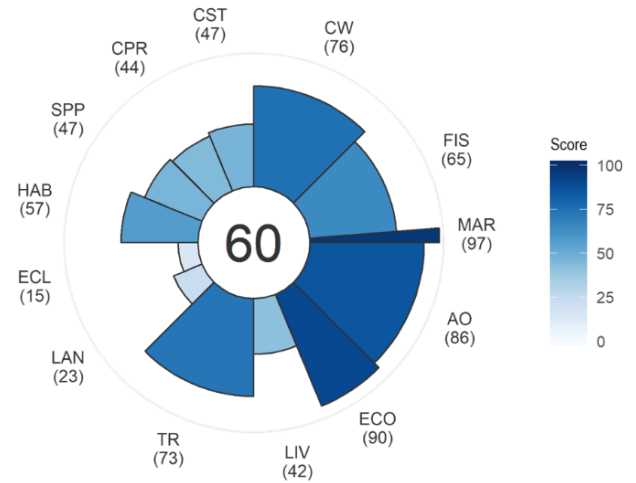 CST
(47)
CW
(76)
CPR
(44)
SPP
(47)
FIS
(65)
HAB
(57)
MAR
(97)
60
ECL
(15)
AO
(86)
LAN
(23)
ECO
(90)
TR
(73)
LIV
(42)
Score
100
75
50
25
0